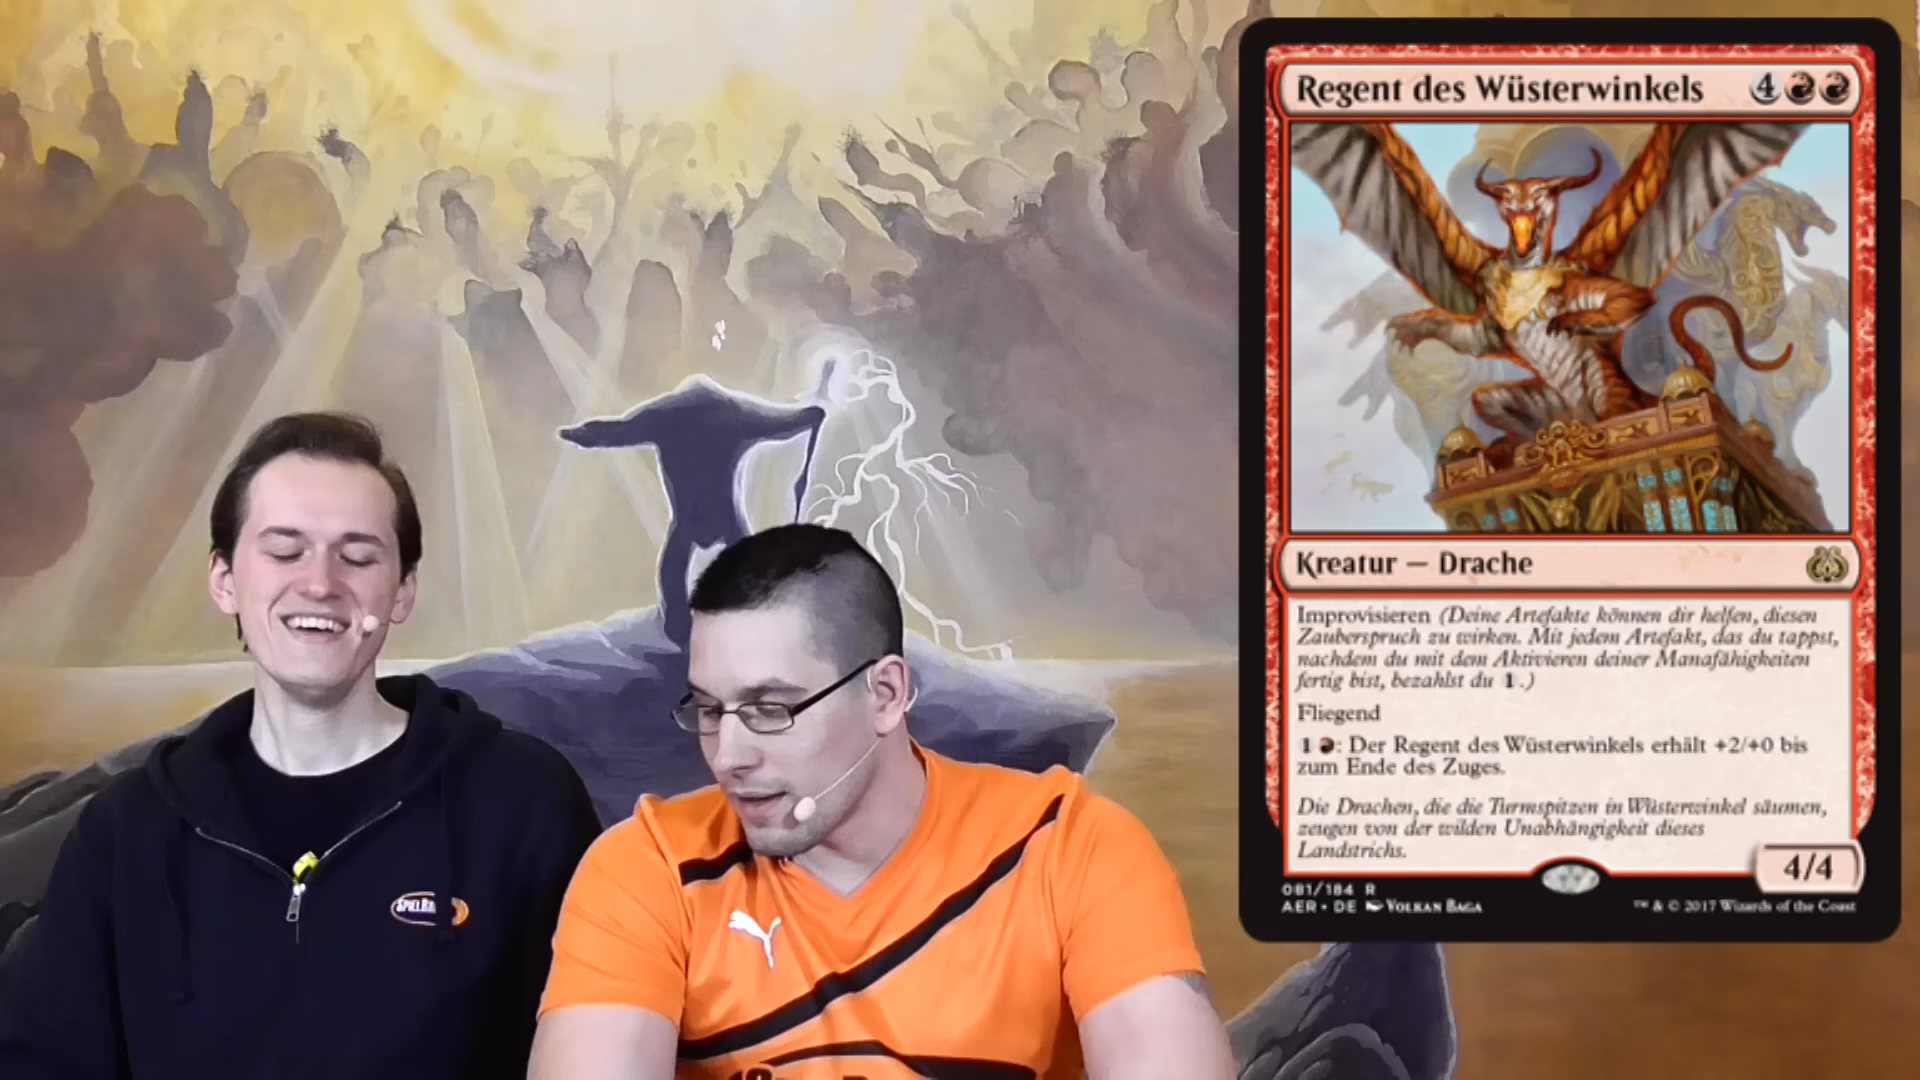 Regent des Wüsterwinkels 4
Kreatur – Drache
Improvisieren (Deine Artefakte können dir helfen, diesen
Zauberspruch zu wirken. Mit jedem Artefakt, das du tappst,
nachdem du mit dem Aktivieren deiner Manafähigkeiten
fertig bist, bezahlst du 1.)
Fliegend
1 : Der Regent des Wüsterwinkels erhält +2/+0 bis
zum Ende des Zuges.
Die Drachen, die die Turmspitzen in Wüsterwinkel säumen,
zeugen von der wilden Unabhängigkeit dieses
Landstrichs.
4/4
081/184 R
AER • DE VOLKAN BAGA
™ & © 2017 Wizards of the Coast